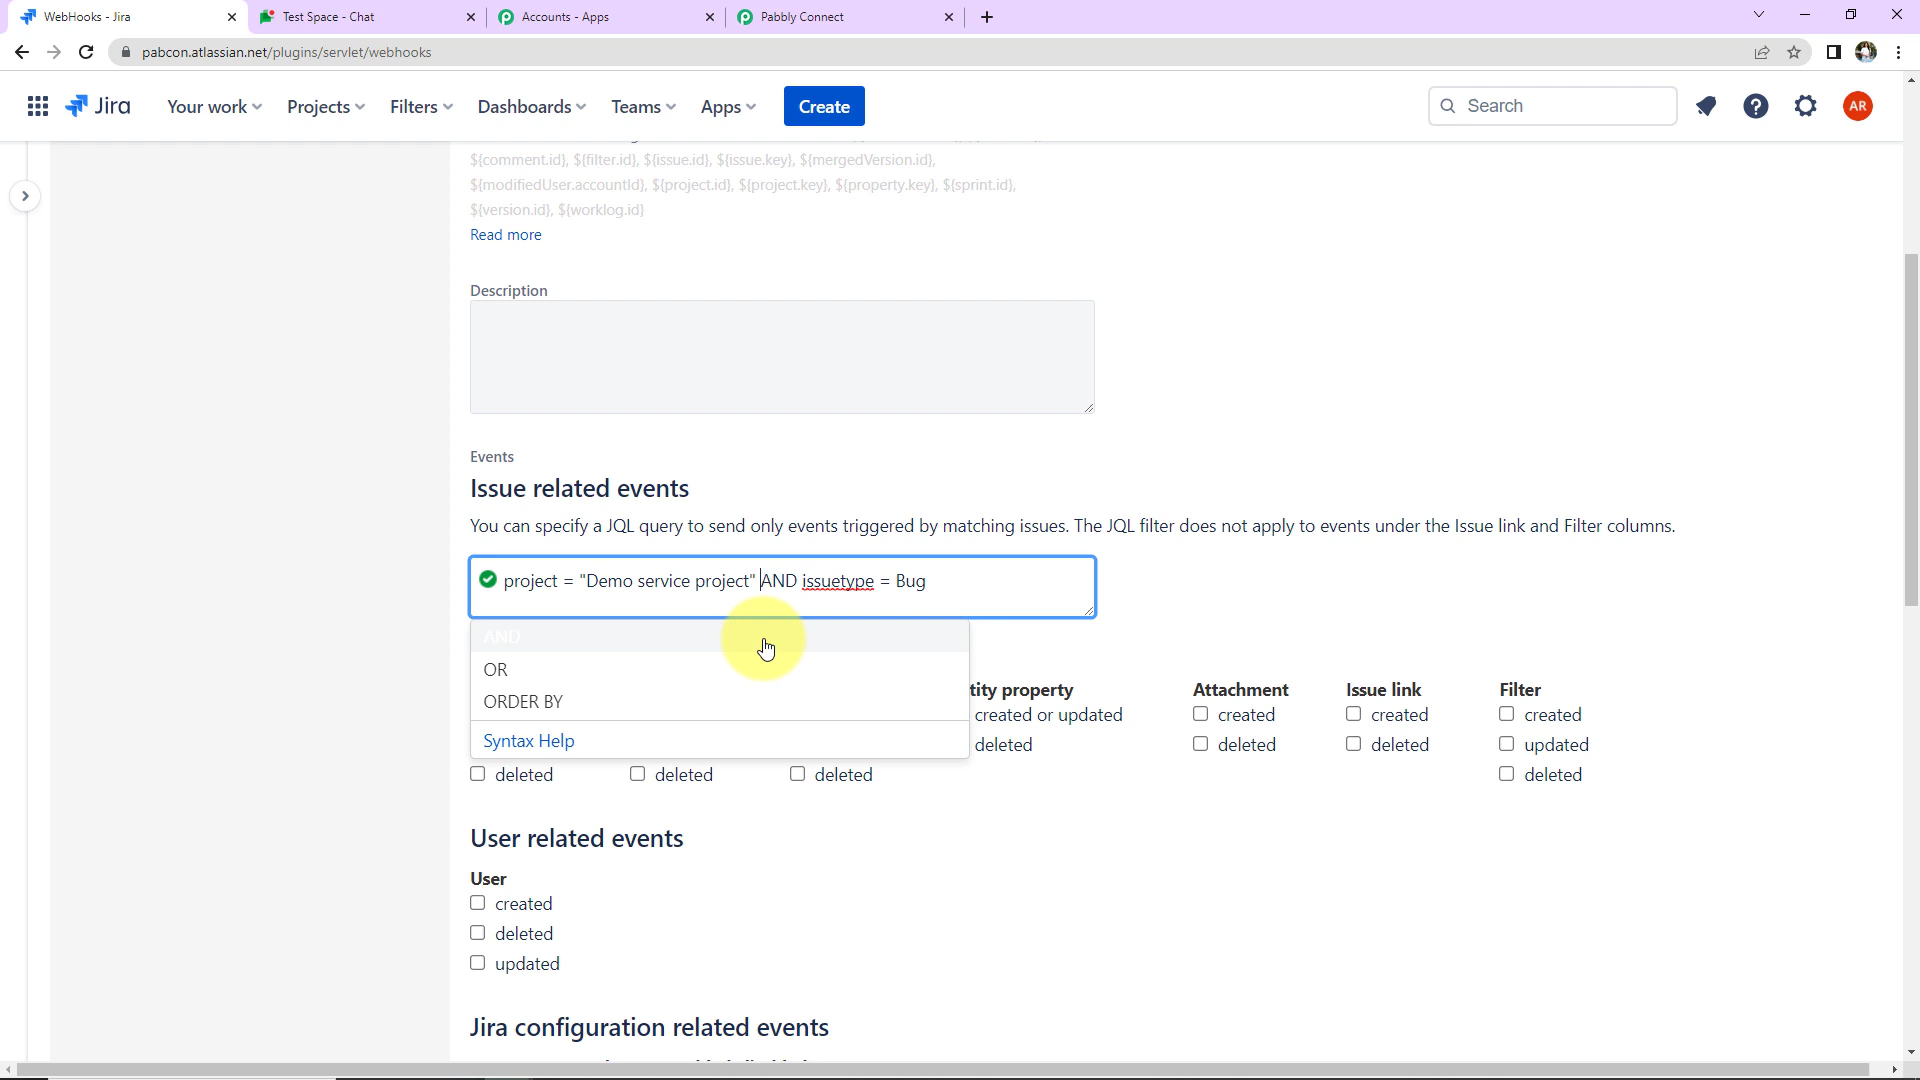 WebHooks - Jira
Test Space - Chat
Accounts - Apps
Pabbly Connect
pabcon.atlassian.net/plugins/servlet/webhooks
Jira
Your work
Projects
Filters
Dashboards
Teams
Apps
Create
Search
AR
${comment.id}, ${filter.id}, ${issue.id}, ${issue.key}, ${mergedVersion.id},
${modifiedUser.accountId}, ${project.id}, ${project.key}, ${property.key}, ${sprint.id},
${version.id}, ${worklog.id}
Read more
Description
Events
Issue related events
You can specify a JQL query to send only events triggered by matching issues. The JQL filter does not apply to events under the Issue link and Filter columns.
project = "Demo service project" AND issuetype = Bug
AND
OR
ORDER BY
Syntax Help
tity property
created or updated
deleted
Attachment
created
deleted
Issue link
created
deleted
Filter
created
updated
deleted
deleted
deleted
deleted
User related events
User
created
deleted
updated
Jira configuration related events